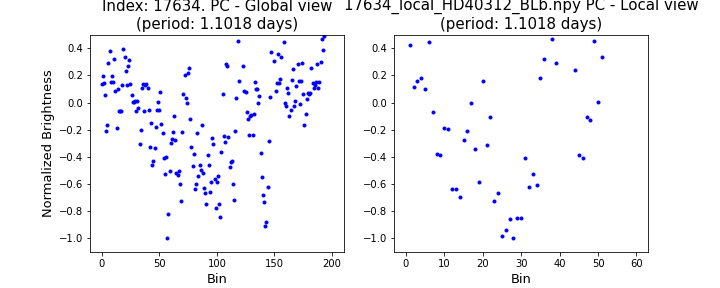 Index: 17634. PC - Global view
(period: 1.1018 days)
17634_local_HD40312_BLb.npy PC - Local view
(period: 1.1018 days)
Normalized Brightness
0.4
0.2
0.0
−0.2
−0.4
−0.6
−0.8
−1.0
0 50 100 150 200
Bin
0.4
0.2
0.0
−0.2
−0.4
−0.6
−0.8
−1.0
0 10 20 30 40 50 60
Bin